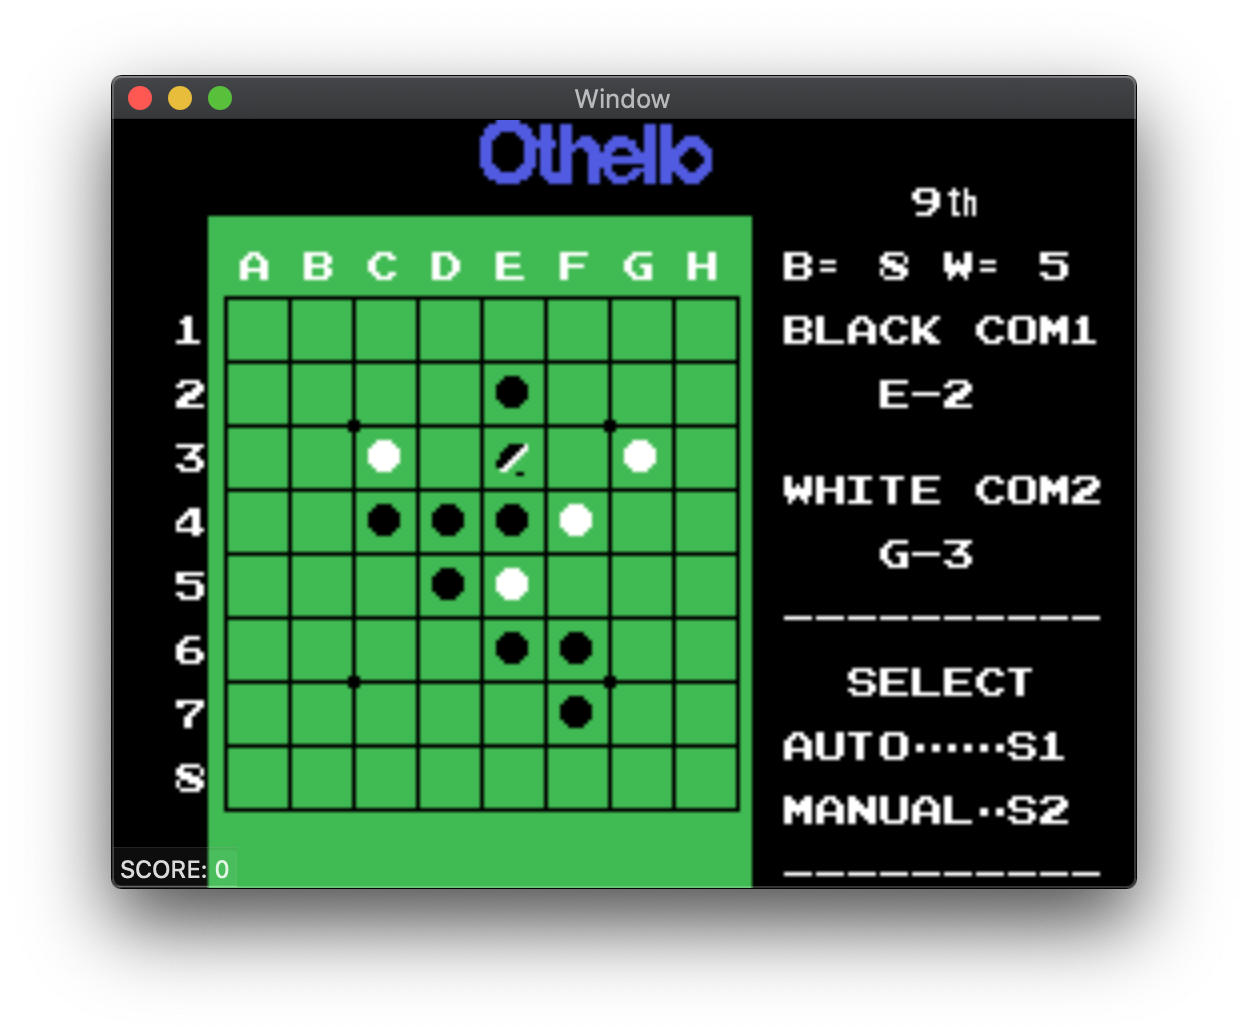 Window
Othello
9th
A B C D E F G H
B= 8 W= 5
1
BLACK COM1
2
E-2
3
4
WHITE COM2
5
G-3
----------
6
SELECT
7
AUTO······S1
8
MANUAL··S2
SCORE: 0
----------